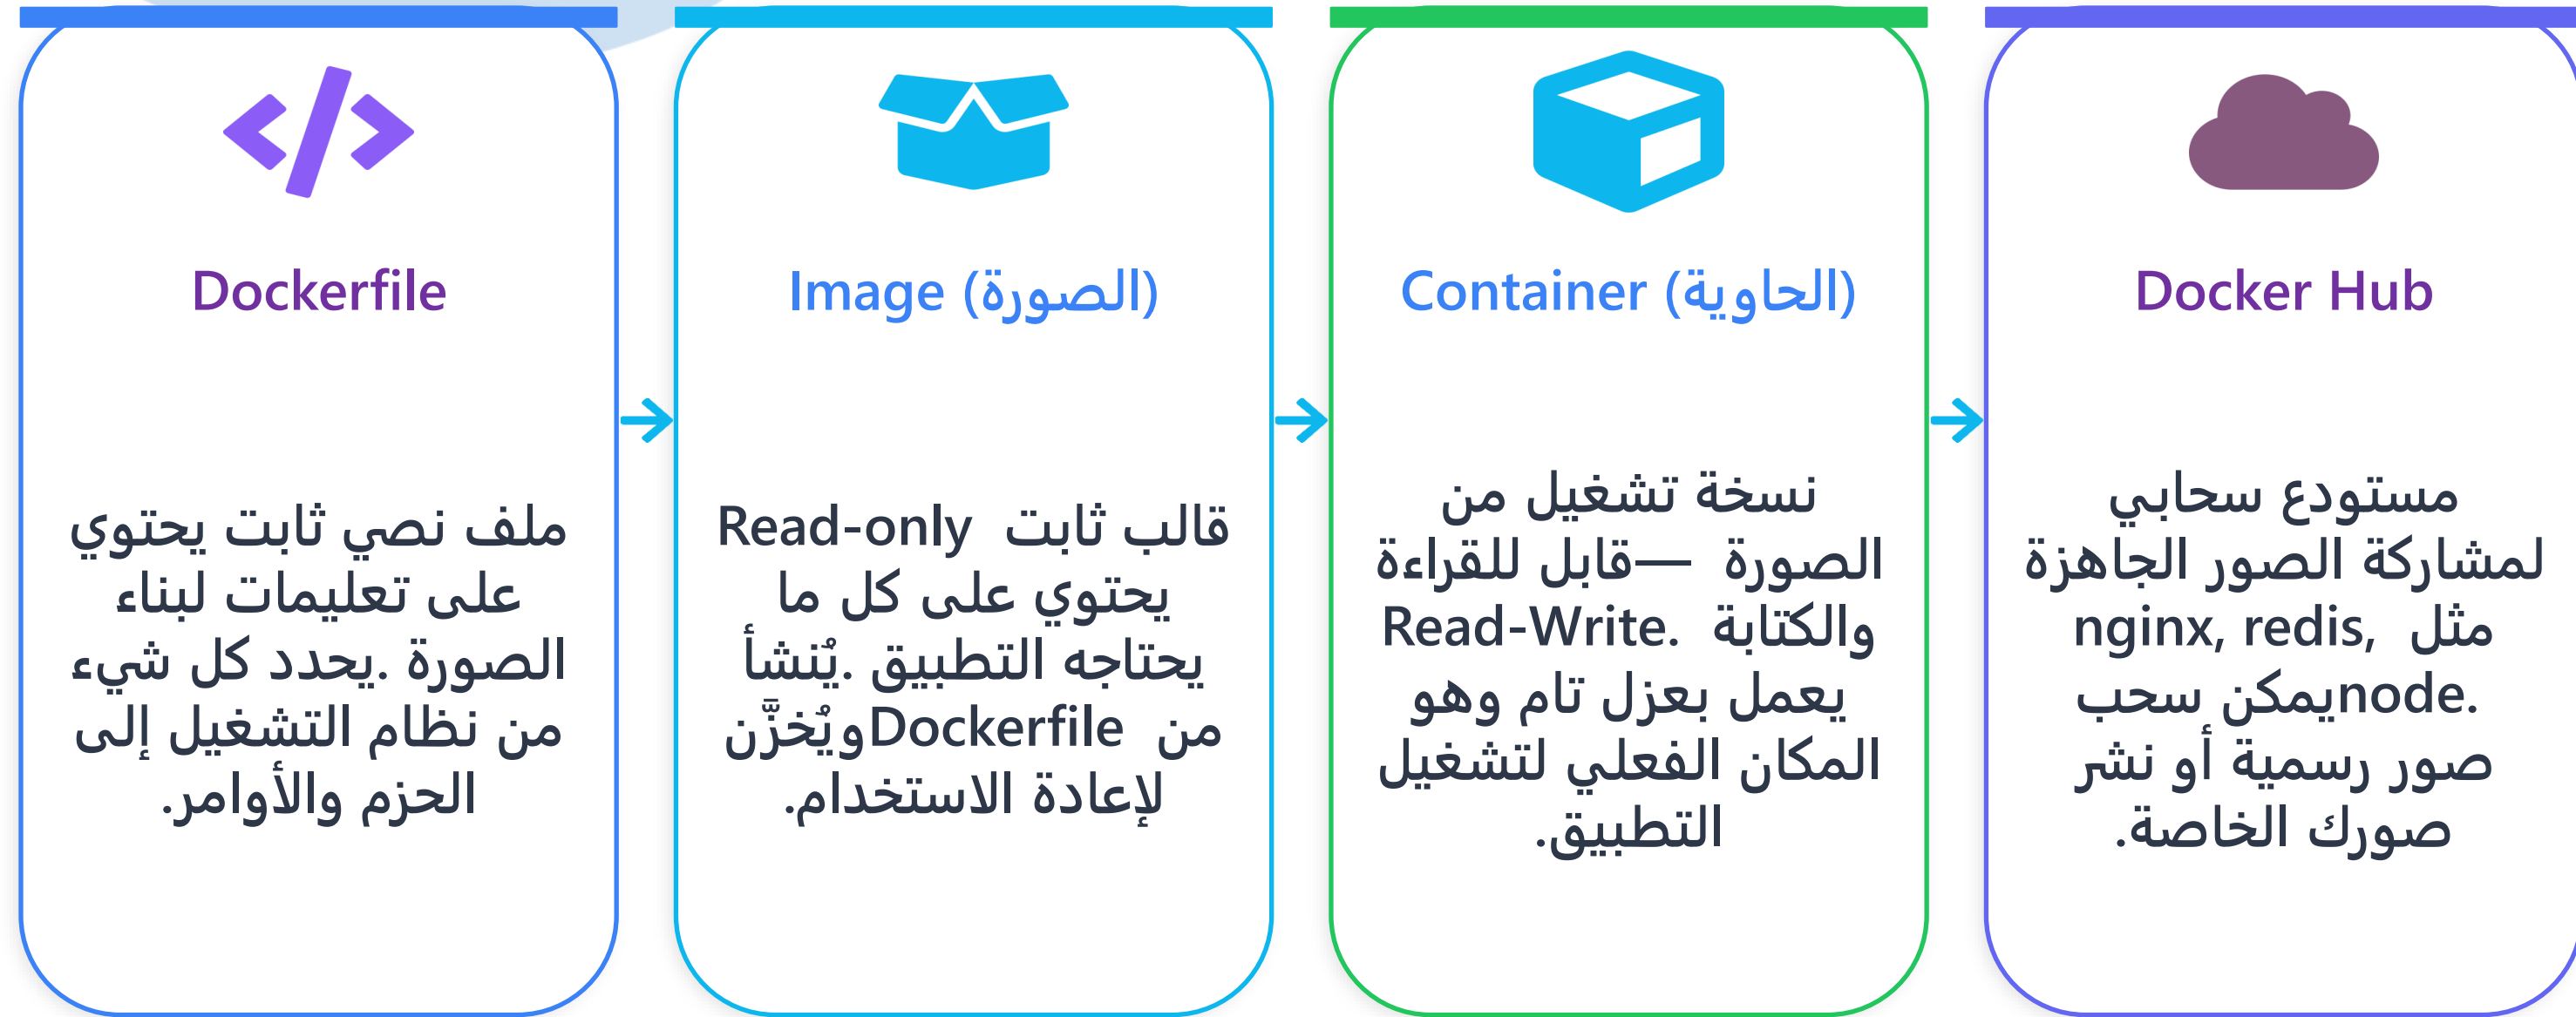 Dockerfile
ملف نصي ثابت يحتوي
على تعليمات لبناء
الصورة .يحدد كل شيء
من نظام التشغيل إلى
الحزم والأوامر.
Image (الصورة)
قالب ثابت Read-only
يحتوي على كل ما
يحتاجه التطبيق .يُنشأ
من Dockerfileويُخزَّن
لإعادة الاستخدام.
Container (الحاوية)
نسخة تشغيل من
الصورة —قابل للقراءة
والكتابة Read-Write.
يعمل بعزل تام وهو
المكان الفعلي لتشغيل
التطبيق.
Docker Hub
مستودع سحابي
لمشاركة الصور الجاهزة
مثل nginx, redis,
node.يمكن سحب
صور رسمية أو نشر
صورك الخاصة.